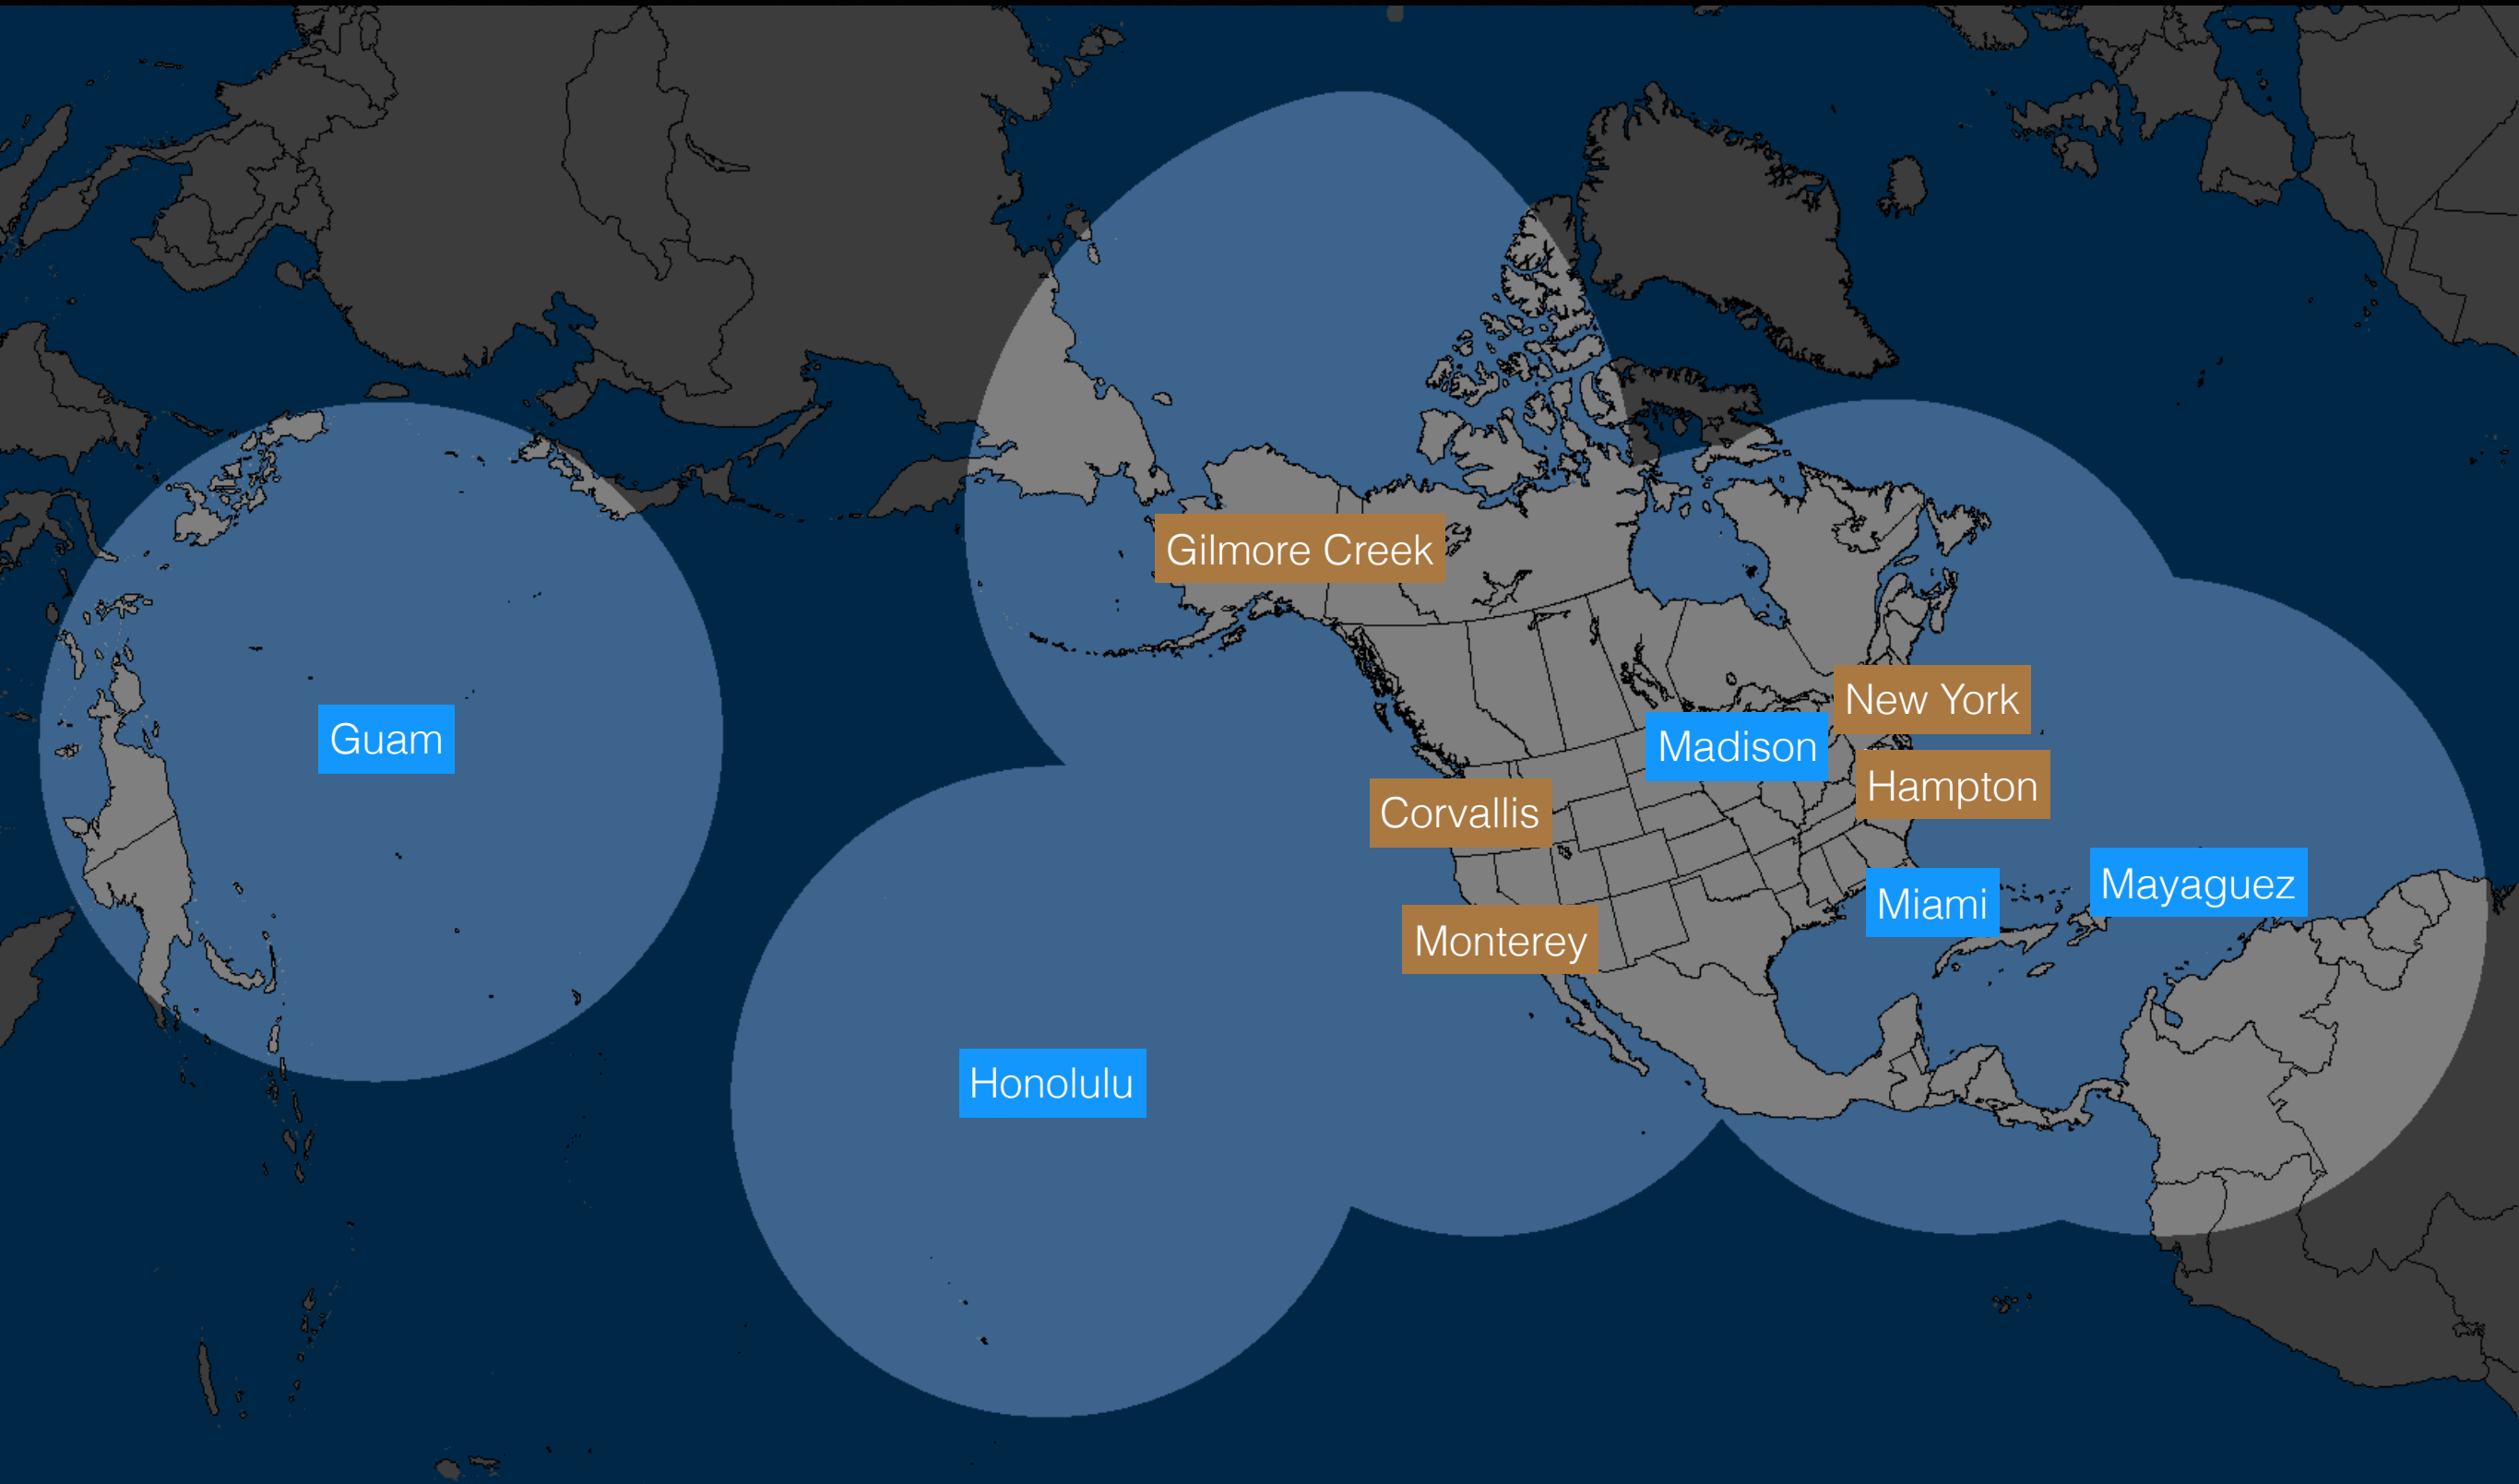 Gilmore Creek
New York
Guam
Madison
Hampton
Corvallis
Mayaguez
Miami
Monterey
Honolulu